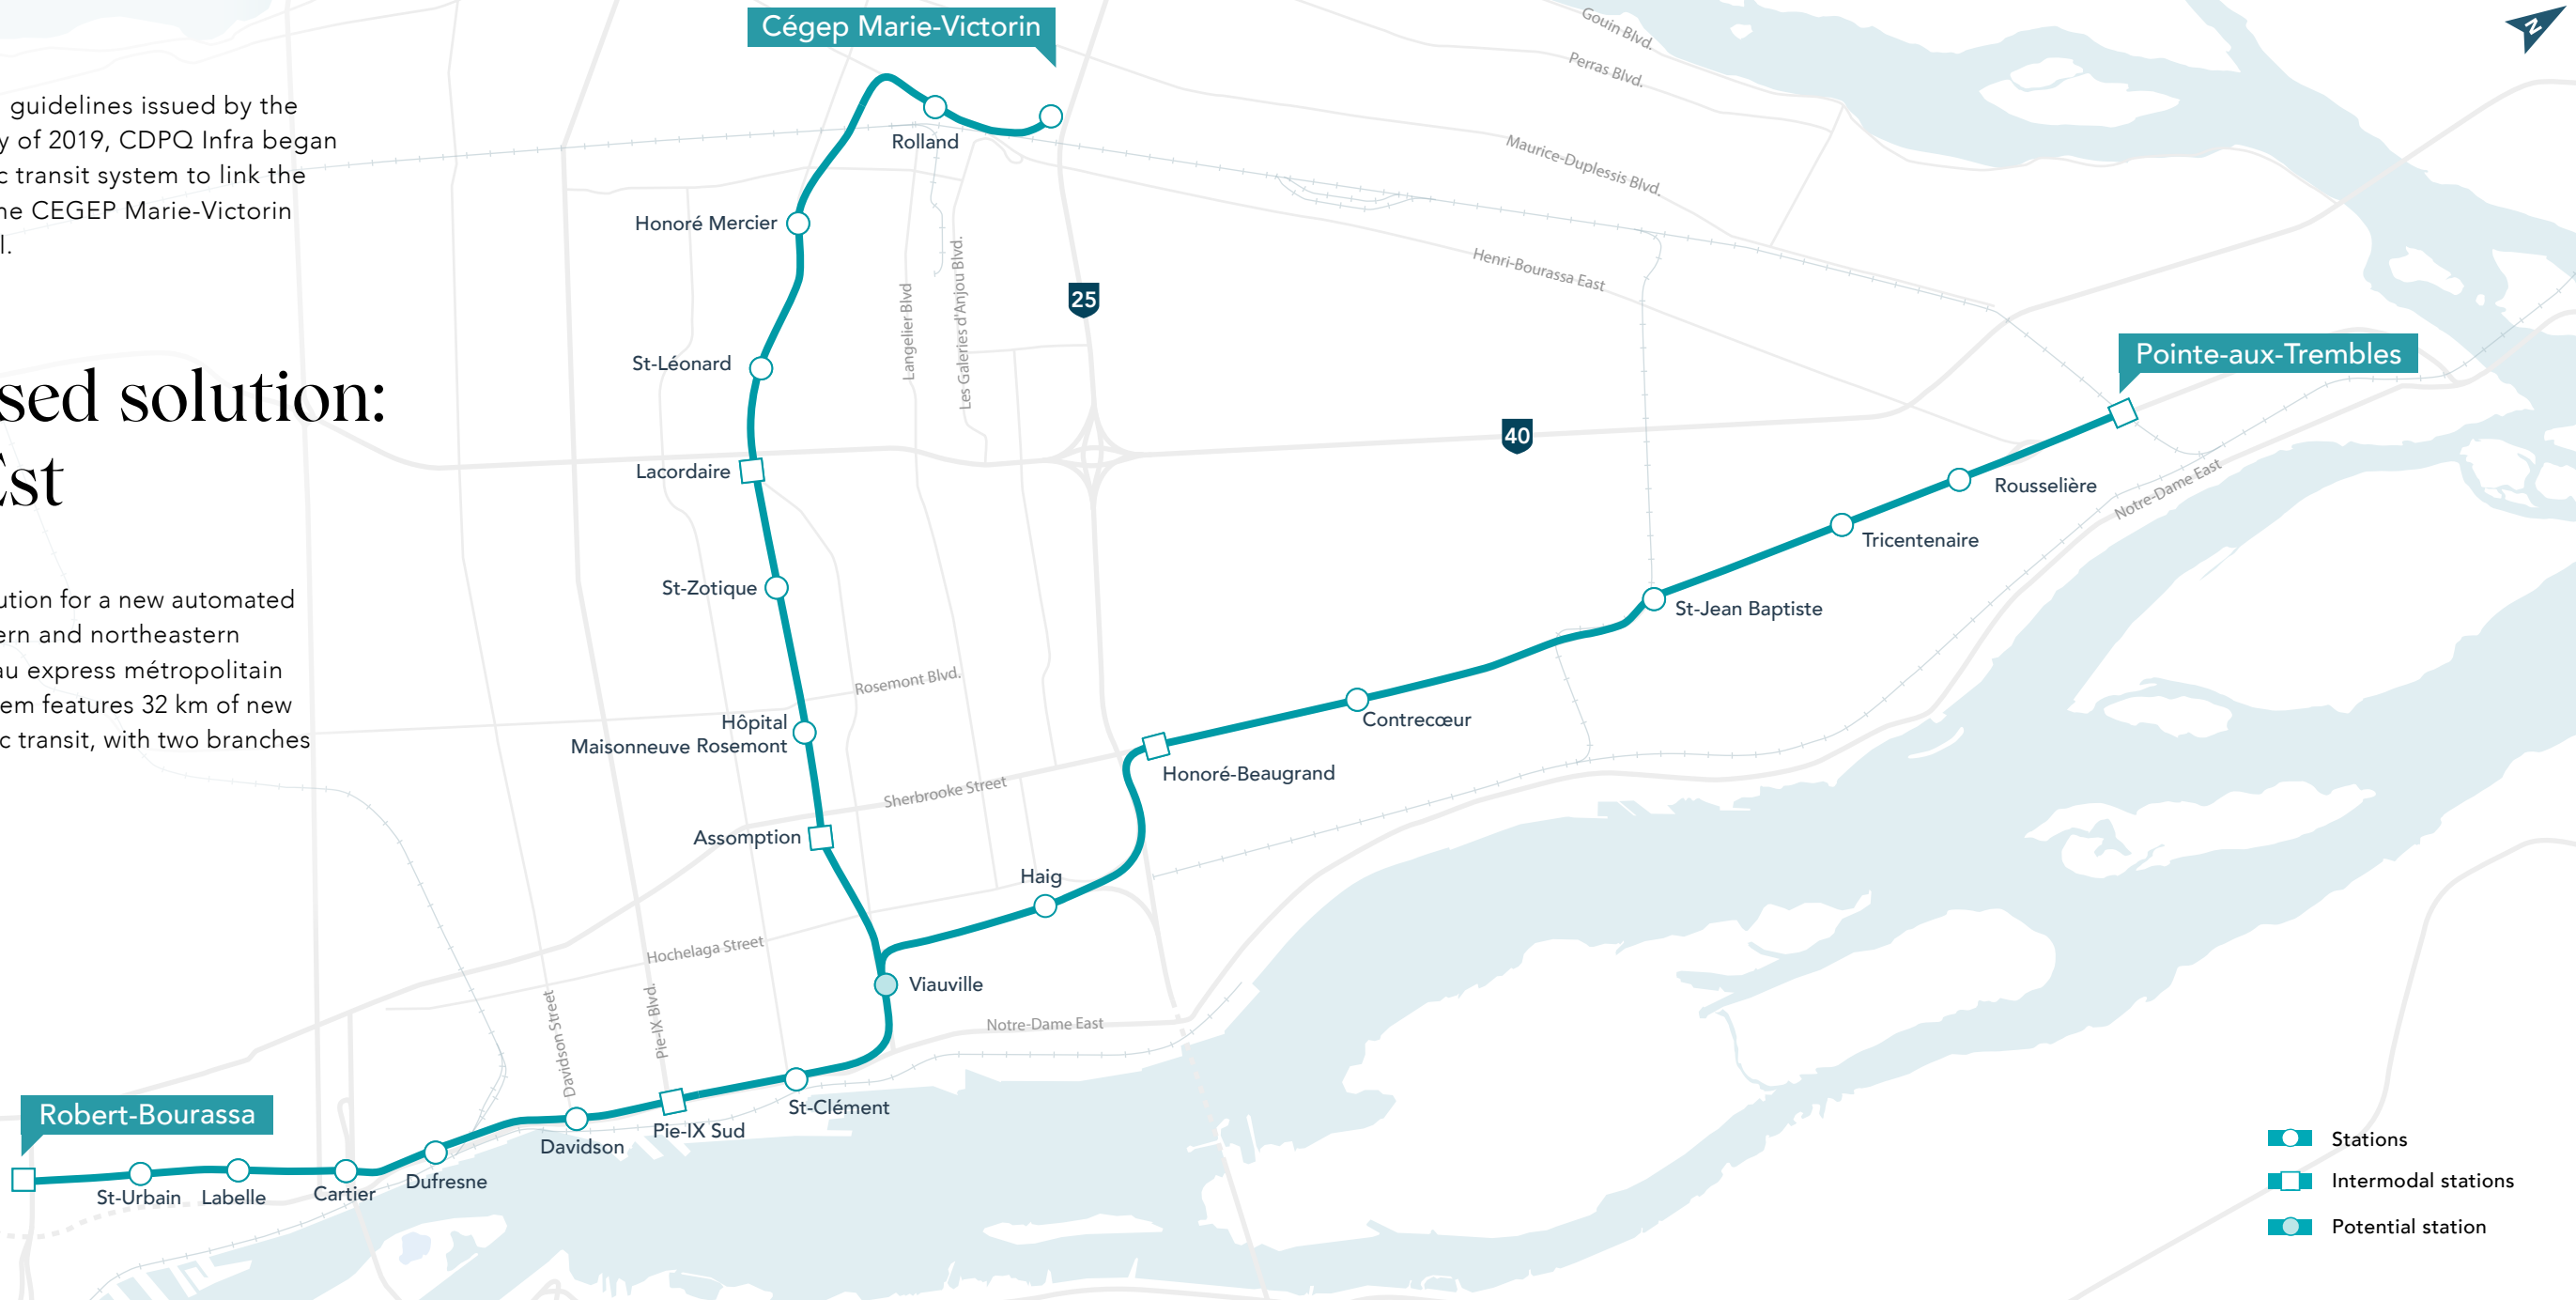 guidelines issued by the
of 2019, CDPQ Infra began
transit system to link the
CEGEP Marie-Victorin
sed solution:
Est
ution for a new automated
ern and northeastern
au express métropolitain
em features 32 km of new
c transit, with two branches
Cégep Marie-Victorin
Rolland
Honoré Mercier
St-Léonard
Lacordaire
St-Zotique
Hôpital
Maisonneuve Rosemont
Assomption
Viauville
Haig
Honoré-Beaugrand
Contrecœur
St-Jean Baptiste
Tricentenaire
Rousselière
Pointe-aux-Trembles
Robert-Bourassa
St-Urbain
Labelle
Cartier
Dufresne
Davidson
Pie-IX Sud
St-Clément
Gouin Blvd.
Perras Blvd.
Maurice-Duplessis Blvd.
Henri-Bourassa East
Langelier Blvd
Les Galeries d'Anjou Blvd.
25
40
Notre-Dame East
Rosemont Blvd.
Sherbrooke Street
Hochelaga Street
Davidson Street
Pie-IX Blvd.
Notre-Dame East
N
Stations
Intermodal stations
Potential station